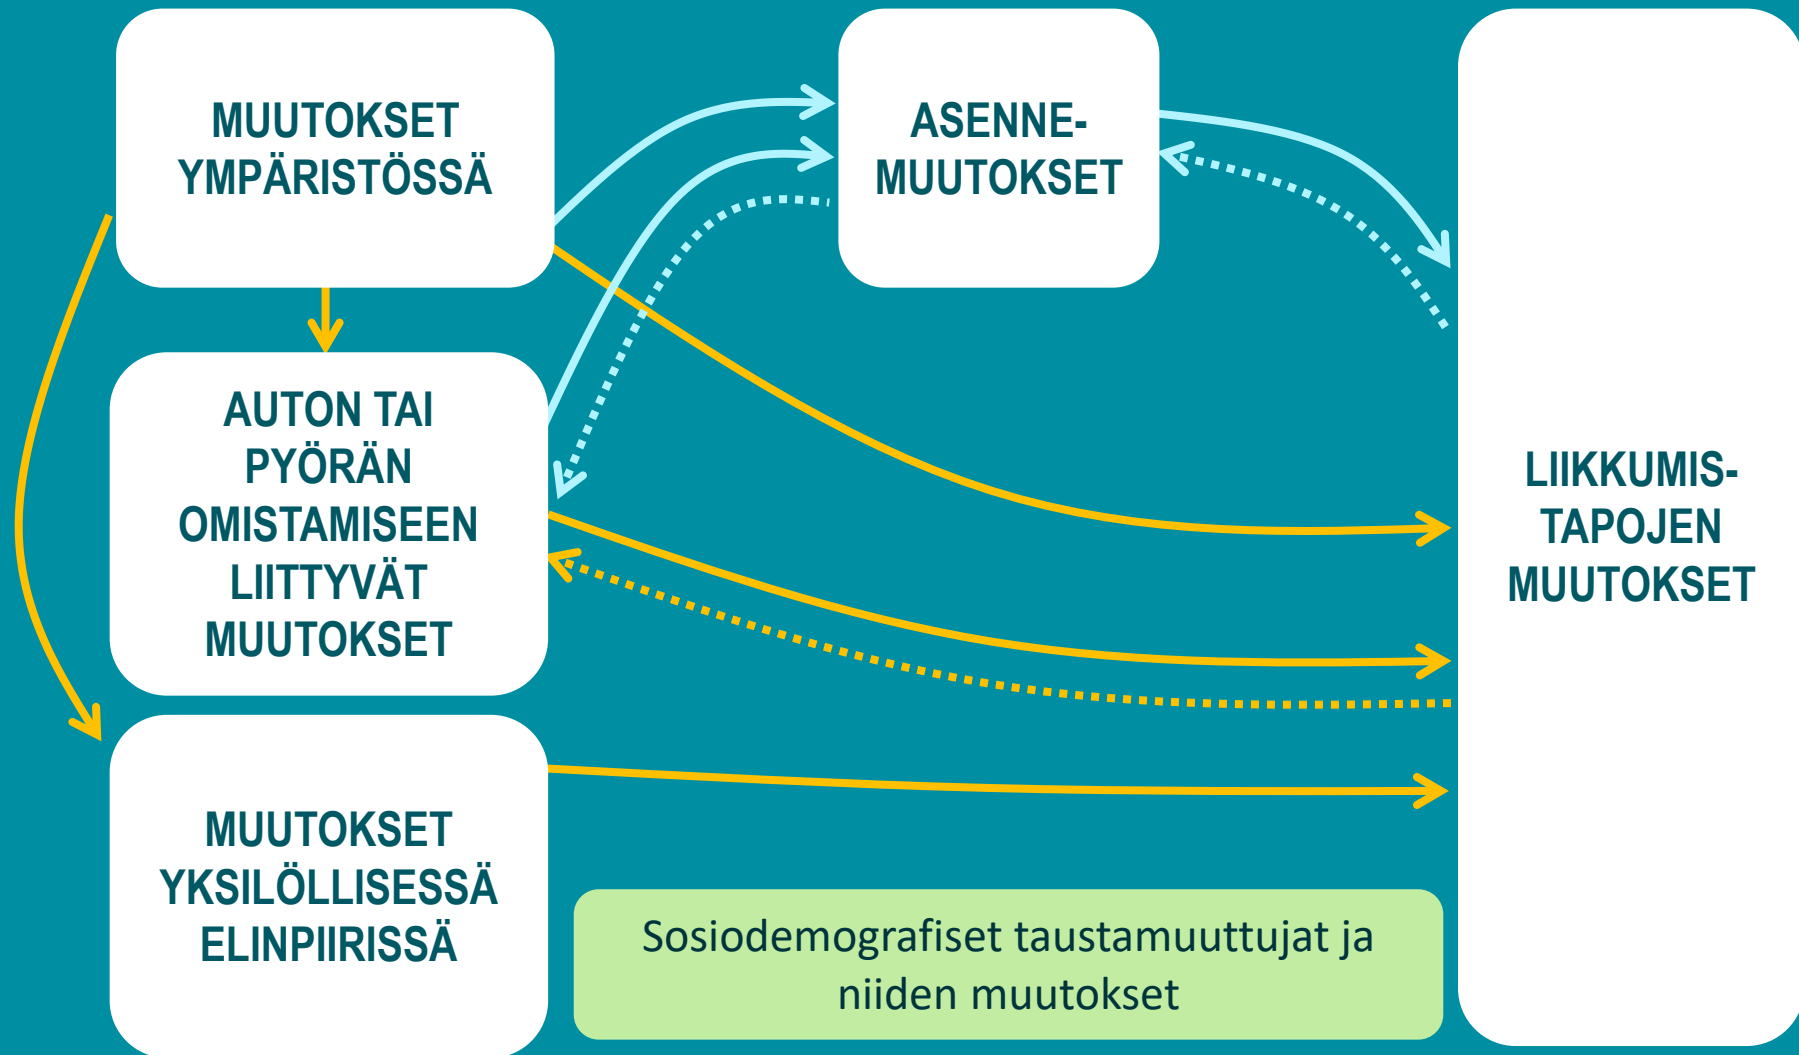 MUUTOKSET
YMPÄRISTÖSSÄ
ASENNE-
MUUTOKSET
AUTON TAI
PYÖRÄN
OMISTAMISEEN
LIITTYVÄT
MUUTOKSET
LIIKKUMIS-
TAPOJEN
MUUTOKSET
MUUTOKSET
YKSILÖLLISESSÄ
ELINPIIRISSÄ
Sosiodemografiset taustamuuttujat ja
niiden muutokset